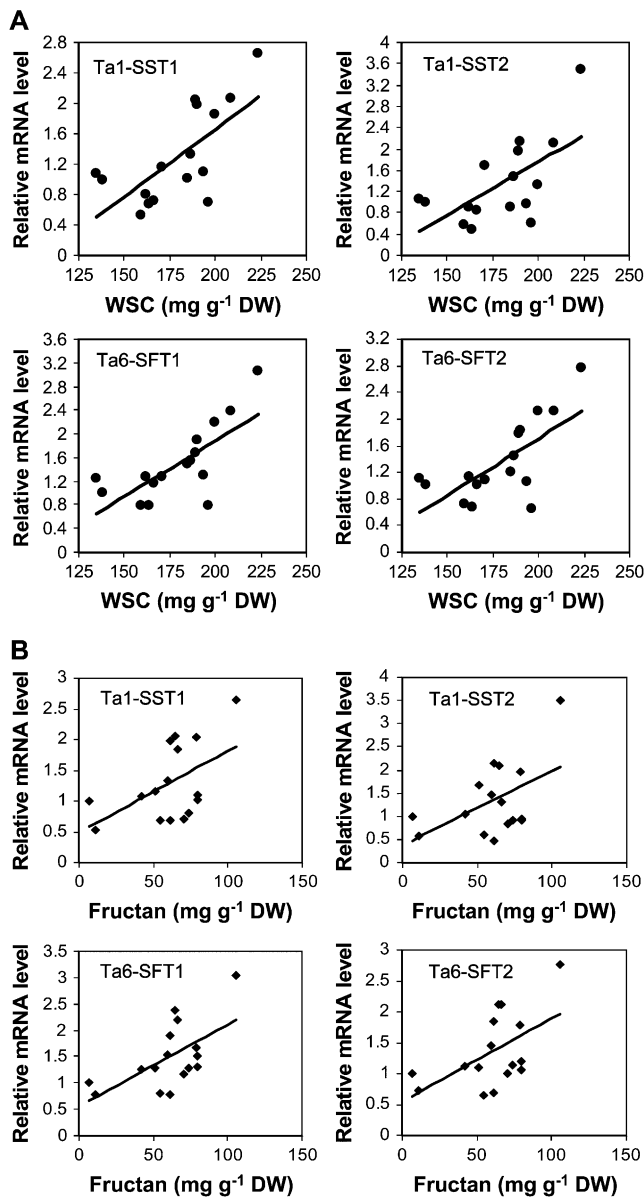 A
Ta1-SST1
Relative mRNA level
2.8
2.4
2
1.6
1.2
0.8
0.4
0
125 150 175 200 225 250
WSC (mg g-1 DW)
Ta1-SST2
Relative mRNA level
4
3.6
3.2
2.8
2.4
2
1.6
1.2
0.8
0.4
0
125 150 175 200 225 250
WSC (mg g-1 DW)
Ta6-SFT1
Relative mRNA level
3.6
3.2
2.8
2.4
2
1.6
1.2
0.8
0.4
0
125 150 175 200 225 250
WSC (mg g-1 DW)
Ta6-SFT2
Relative mRNA level
3.2
2.8
2.4
2
1.6
1.2
0.8
0.4
0
125 150 175 200 225 250
WSC (mg g-1 DW)
B
Ta1-SST1
Relative mRNA level
3
2.5
2
1.5
1
0.5
0
0 50 100 150
Fructan (mg g-1 DW)
Ta1-SST2
Relative mRNA level
4
3.5
3
2.5
2
1.5
1
0.5
0
0 50 100 150
Fructan (mg g-1 DW)
Ta6-SFT1
Relative mRNA level
3.5
3
2.5
2
1.5
1
0.5
0
0 50 100 150
Fructan (mg g-1 DW)
Ta6-SFT2
Relative mRNA level
3
2.5
2
1.5
1
0.5
0
0 50 100 150
Fructan (mg g-1 DW)